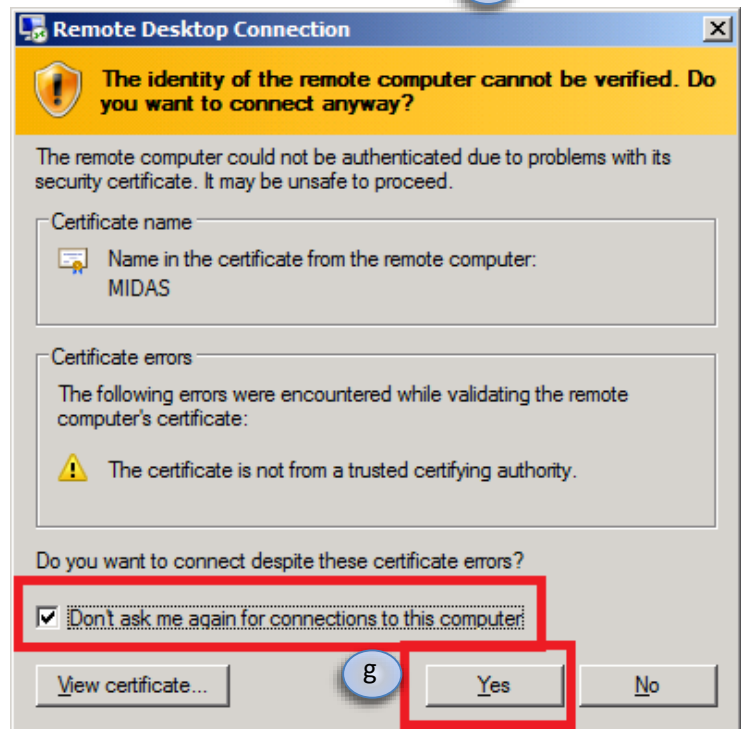 Remote Desktop Connection
The identity of the remote computer cannot be verified. Do
you want to connect anyway?
The remote computer could not be authenticated due to problems with its
security certificate. It may be unsafe to proceed.
Certificate name
Name in the certificate from the remote computer:
MIDAS
Certificate errors
The following errors were encountered while validating the remote
computer's certificate:
The certificate is not from a trusted certifying authority.
Do you want to connect despite these certificate errors?
Don't ask me again for connections to this computer
View certificate... g Yes No